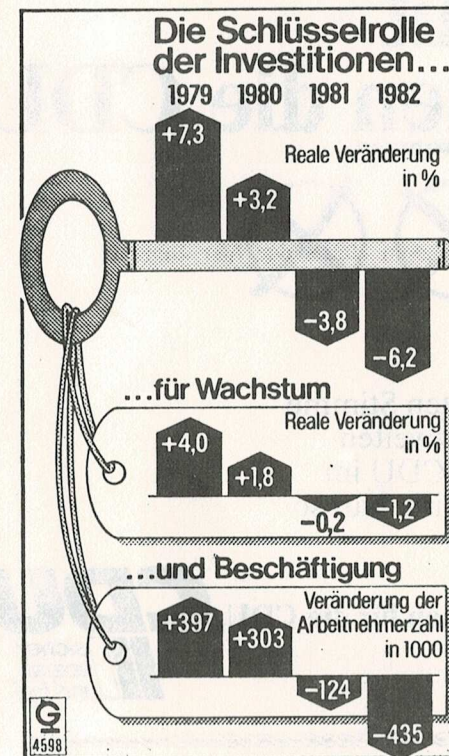 Die Schlüsselrolle
der Investitionen...
1979 1980 1981 1982
+7,3
Reale Veränderung
in %
+3,2
-3,8
-6,2
...für Wachstum
+4,0
Reale Veränderung
in %
+1,8
-0,2
-1,2
...und Beschäftigung
+397
+303
Veränderung der
Arbeitnehmerzahl
in 1000
-124
-435
G
4598